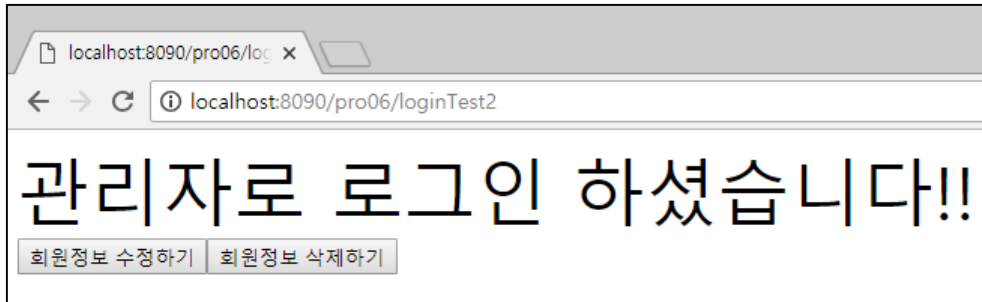 localhost:8090/pro06/log
localhost:8090/pro06/loginTest2
관리자로 로그인 하셨습니다!!
회원정보 수정하기 회원정보 삭제하기